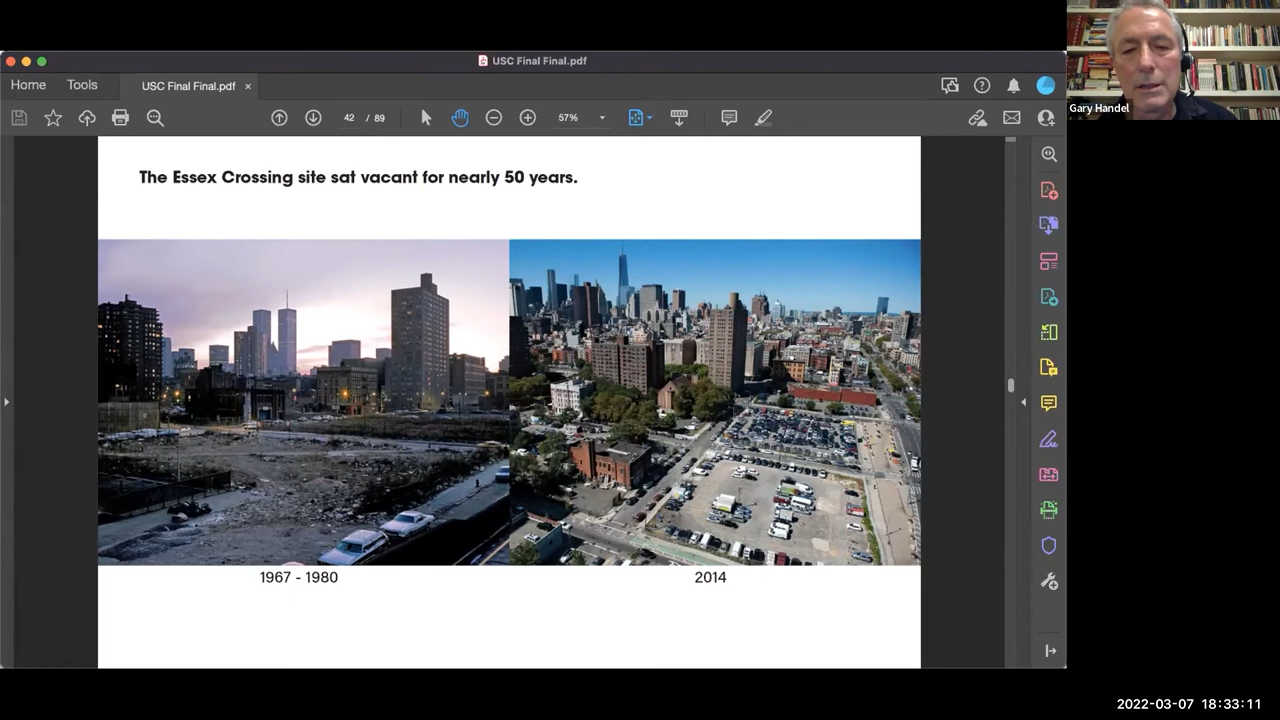 USC Final Final.pdf
Home
Tools
USC Final Final.pdf ×
42 / 89
57%
Gary Handel
The Essex Crossing site sat vacant for nearly 50 years.
1967 - 1980
2014
2022-03-07 18:33:11